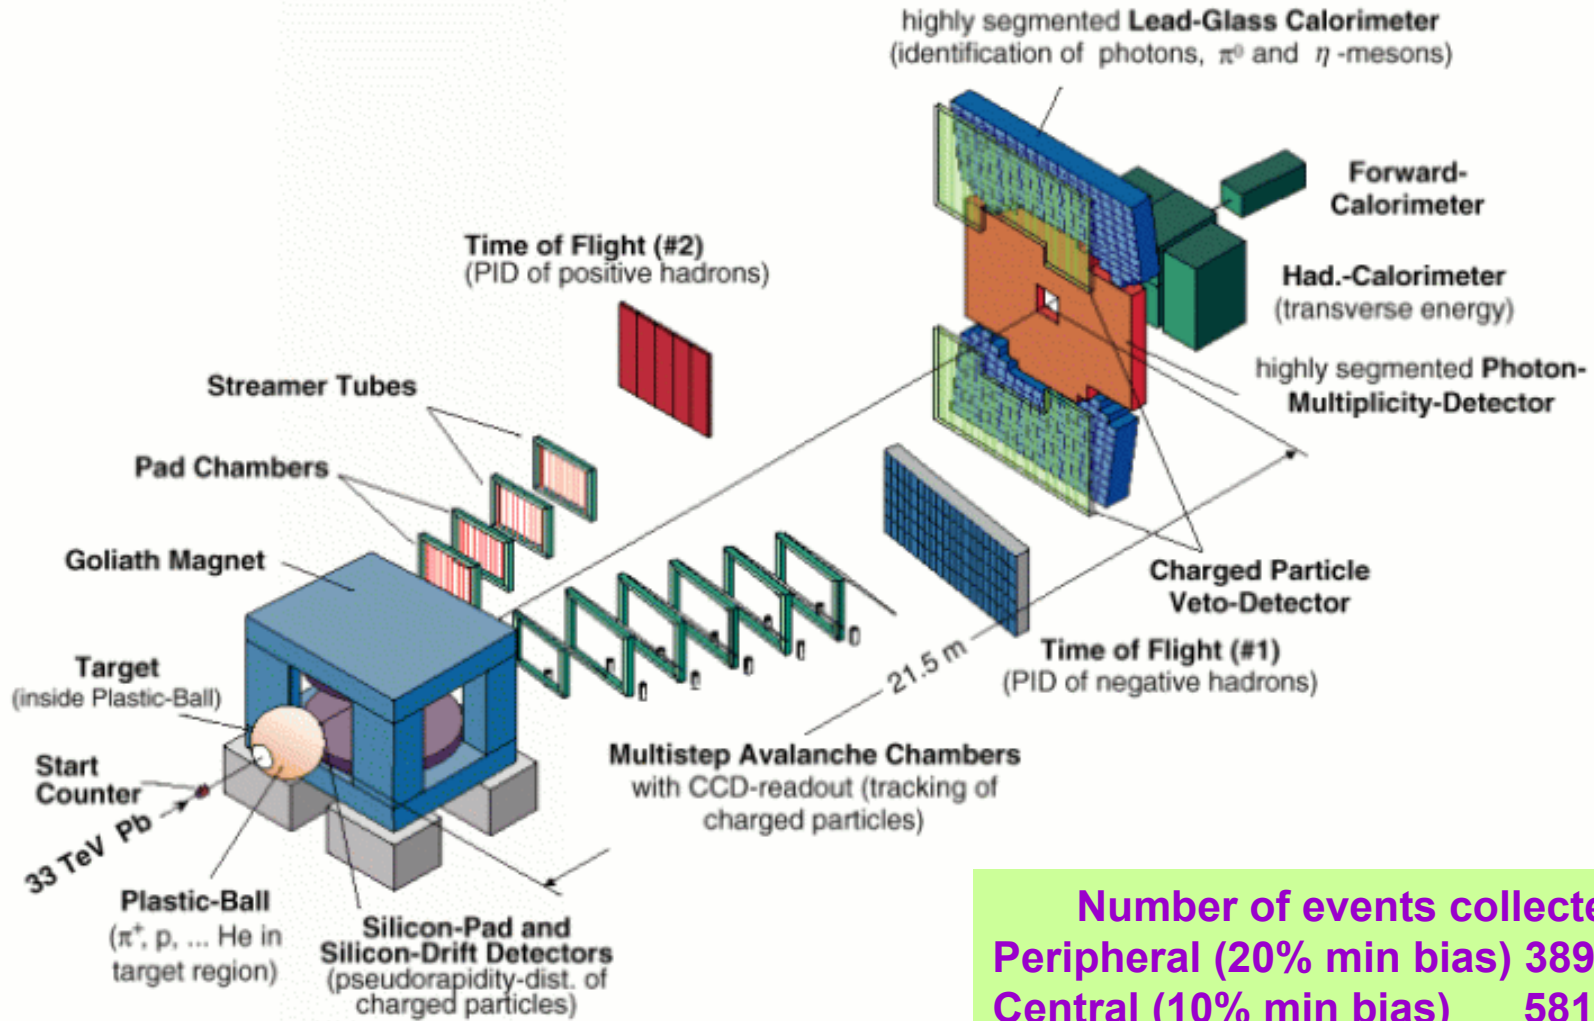 highly segmented Lead-Glass Calorimeter
(identification of photons, π⁰ and η -mesons)
Forward-
Calorimeter
Time of Flight (#2)
(PID of positive hadrons)
Had.-Calorimeter
(transverse energy)
Streamer Tubes
highly segmented Photon-
Multiplicity-Detector
Pad Chambers
Goliath Magnet
Charged Particle
Veto-Detector
Target
(inside Plastic-Ball)
21.5 m
Time of Flight (#1)
(PID of negative hadrons)
Start
Counter
Multistep Avalanche Chambers
with CCD-readout (tracking of
charged particles)
33 TeV Pb
Plastic-Ball
(π⁺, p, ... He in
target region)
Silicon-Pad and
Silicon-Drift Detectors
(pseudorapidity-dist. of
charged particles)
Number of events
Peripheral (20% min bias) 389
Central (10% min bias) 581